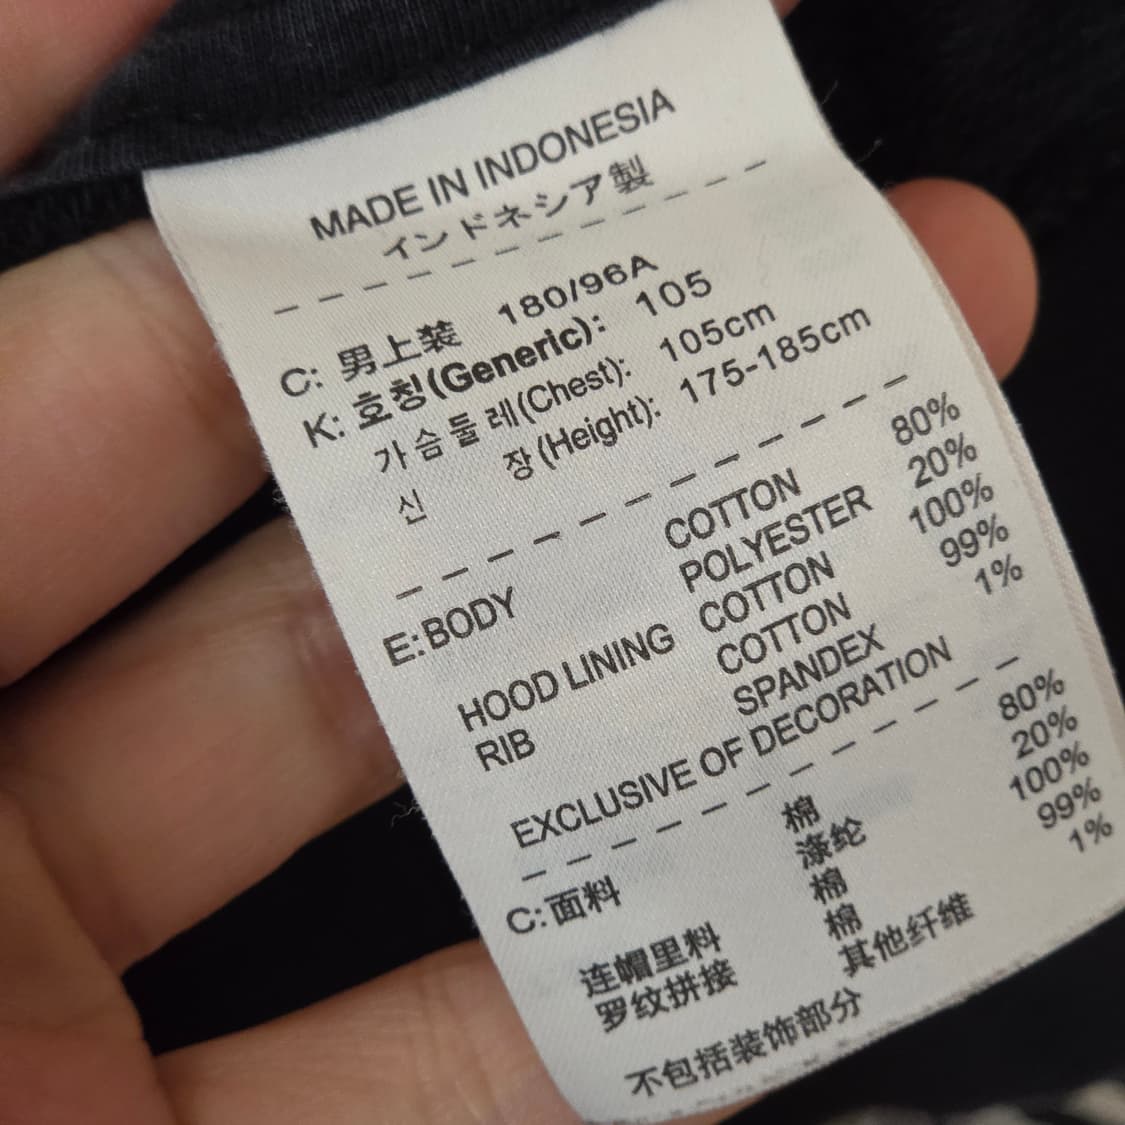 MADE IN INDONESIA
インドネシア製
C: 男上装 180/96A
K: 호칭(Generic): 105
가슴둘레(Chest): 105cm
신 장(Height): 175-185cm
E:BODY COTTON 80%
POLYESTER 20%
HOOD LINING COTTON 100%
RIB COTTON 99%
SPANDEX 1%
EXCLUSIVE OF DECORATION
C:面料 棉 80%
涤纶 20%
连帽里料 棉 100%
罗纹拼接 棉 99%
其他纤维 1%
不包括装饰部分